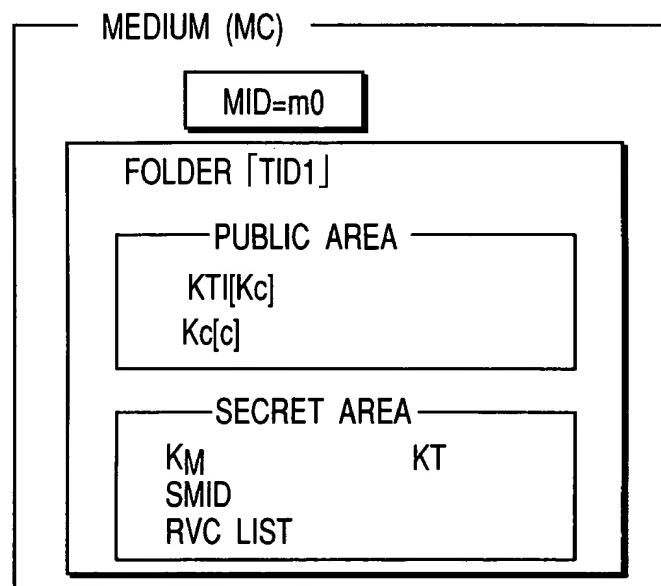 MEDIUM (MC)
MID=m0
FOLDER「TID1」
PUBLIC AREA
KTI[Kc]
Kc[c]
SECRET AREA
KM KT
SMID
RVC LIST